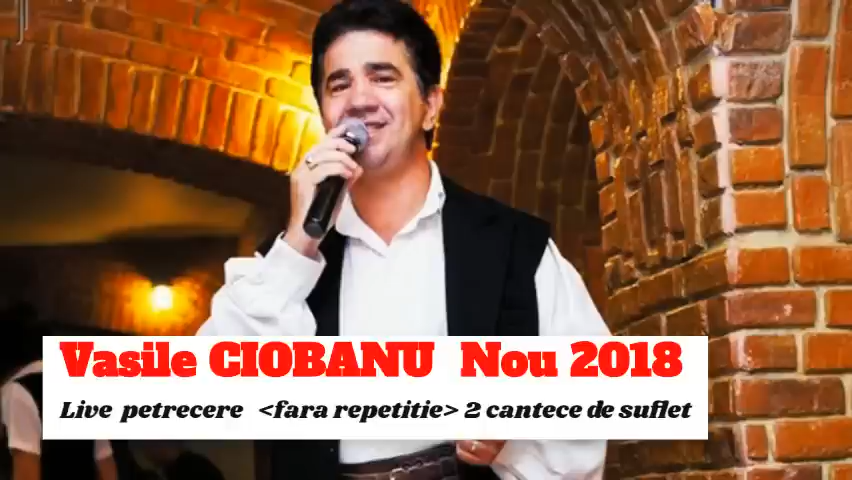 Vasile CIOBANU Nou 2018
Live petrecere <fara repetitie> 2 cantece de suflet